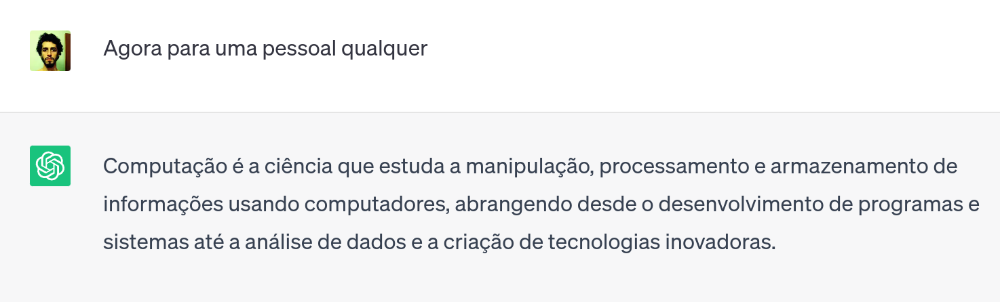 Agora para uma pessoal qualquer
Computação é a ciência que estuda a manipulação, processamento e armazenamento de
informações usando computadores, abrangendo desde o desenvolvimento de programas e
sistemas até a análise de dados e a criação de tecnologias inovadoras.